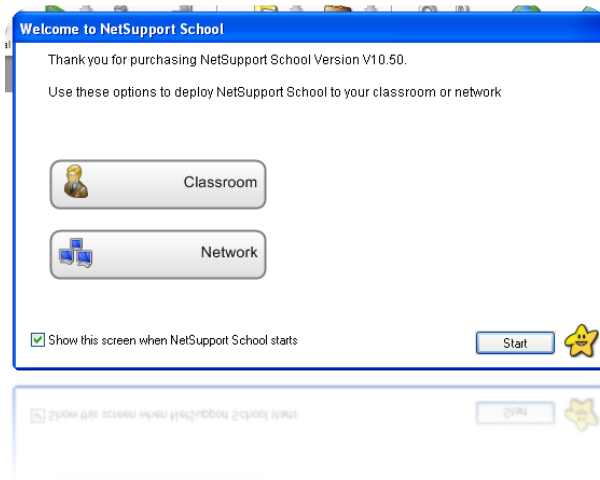 Welcome to NetSupport School
Thank you for purchasing NetSupport School Version V10.50.
Use these options to deploy NetSupport School to your classroom or network
Classroom
Network
Show this screen when NetSupport School starts
Start